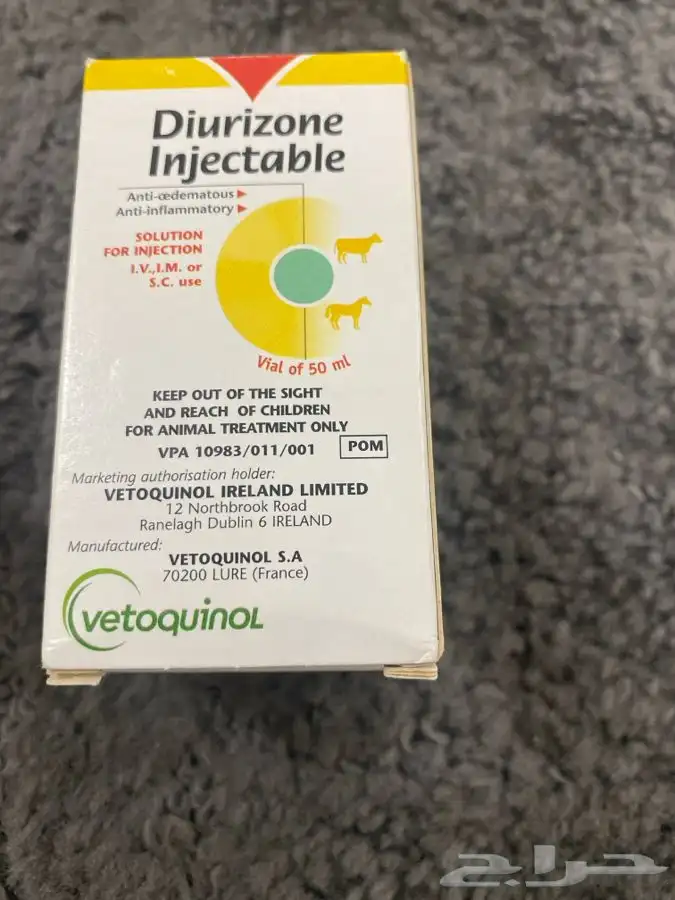 Diurizone
Injectable
Anti-œdematous
Anti-inflammatory
SOLUTION
FOR INJECTION
I.V.,I.M. or
S.C. use
Vial of 50 ml
KEEP OUT OF THE SIGHT
AND REACH OF CHILDREN
FOR ANIMAL TREATMENT ONLY
VPA 10983/011/001 POM
Marketing authorisation holder:
VETOQUINOL IRELAND LIMITED
12 Northbrook Road
Ranelagh Dublin 6 IRELAND
Manufactured:
VETOQUINOL S.A
70200 LURE (France)
vetoquinol
حراج